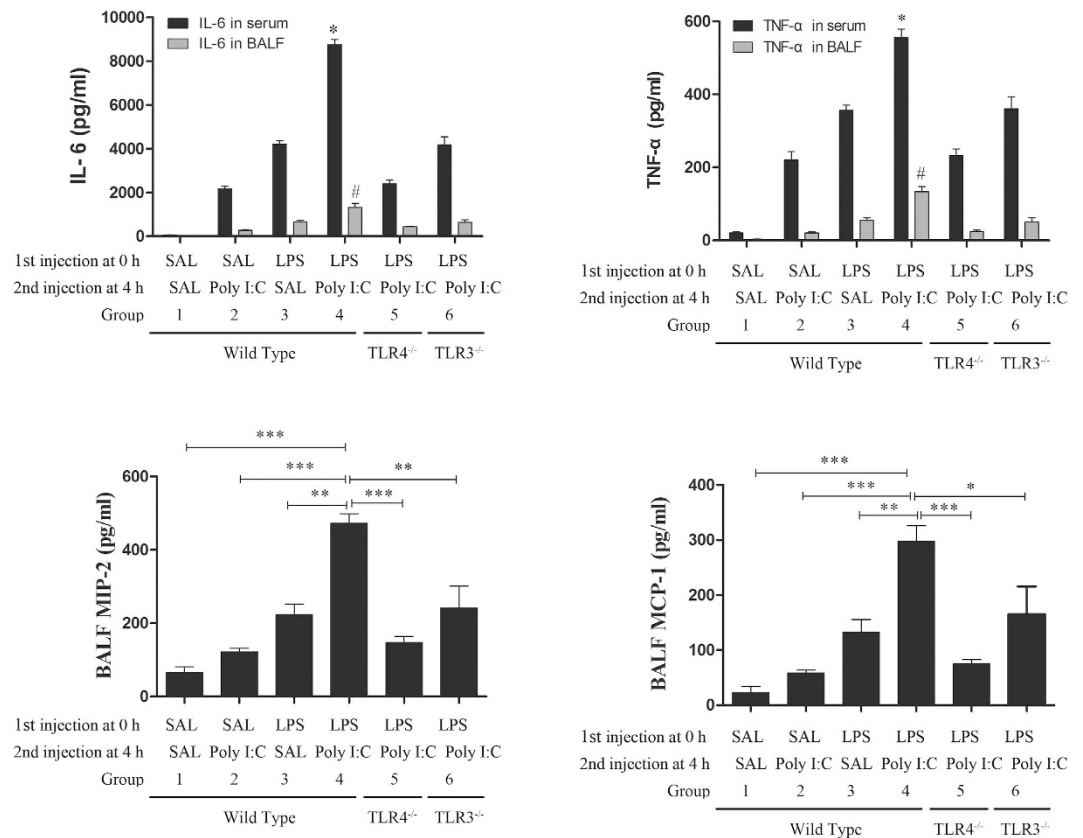 IL-6 in serum
IL-6 in BALF
*
#
IL- 6 (pg/ml)
10000
8000
6000
4000
2000
0
1st injection at 0 h SAL SAL LPS LPS LPS LPS
2nd injection at 4 h SAL Poly I:C SAL Poly I:C Poly I:C Poly I:C
Group 1 2 3 4 5 6
Wild Type TLR4-/- TLR3-/-
TNF-α in serum
TNF-α in BALF
*
#
TNF-α (pg/ml)
600
400
200
0
1st injection at 0 h SAL SAL LPS LPS LPS LPS
2nd injection at 4 h SAL Poly I:C SAL Poly I:C Poly I:C Poly I:C
Group 1 2 3 4 5 6
Wild Type TLR4-/- TLR3-/-
***
*** **
** ***
BALF MIP-2 (pg/ml)
600
400
200
0
1st injection at 0 h SAL SAL LPS LPS LPS LPS
2nd injection at 4 h SAL Poly I:C SAL Poly I:C Poly I:C Poly I:C
Group 1 2 3 4 5 6
Wild Type TLR4-/- TLR3-/-
***
*** *
** ***
BALF MCP-1 (pg/ml)
400
300
200
100
0
1st injection at 0 h SAL SAL LPS LPS LPS LPS
2nd injection at 4 h SAL Poly I:C SAL Poly I:C Poly I:C Poly I:C
Group 1 2 3 4 5 6
Wild Type TLR4-/- TLR3-/-